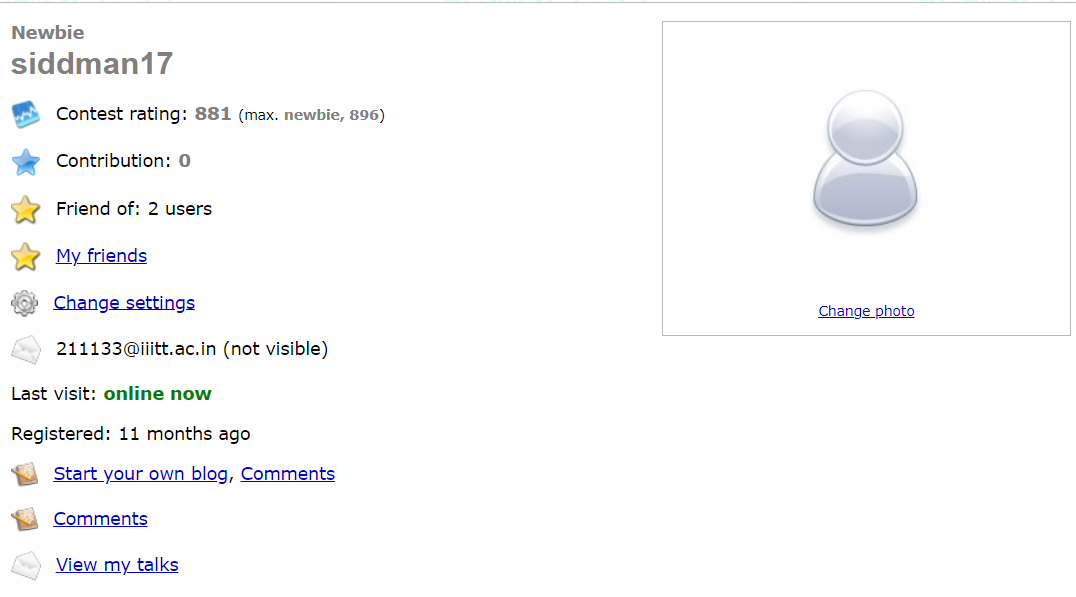 Newbie
siddman17
Contest rating: 881 (max. newbie, 896)
Contribution: 0
Friend of: 2 users
My friends
Change settings
211133@iiitt.ac.in (not visible)
Last visit: online now
Registered: 11 months ago
Start your own blog, Comments
Comments
View my talks
Change photo